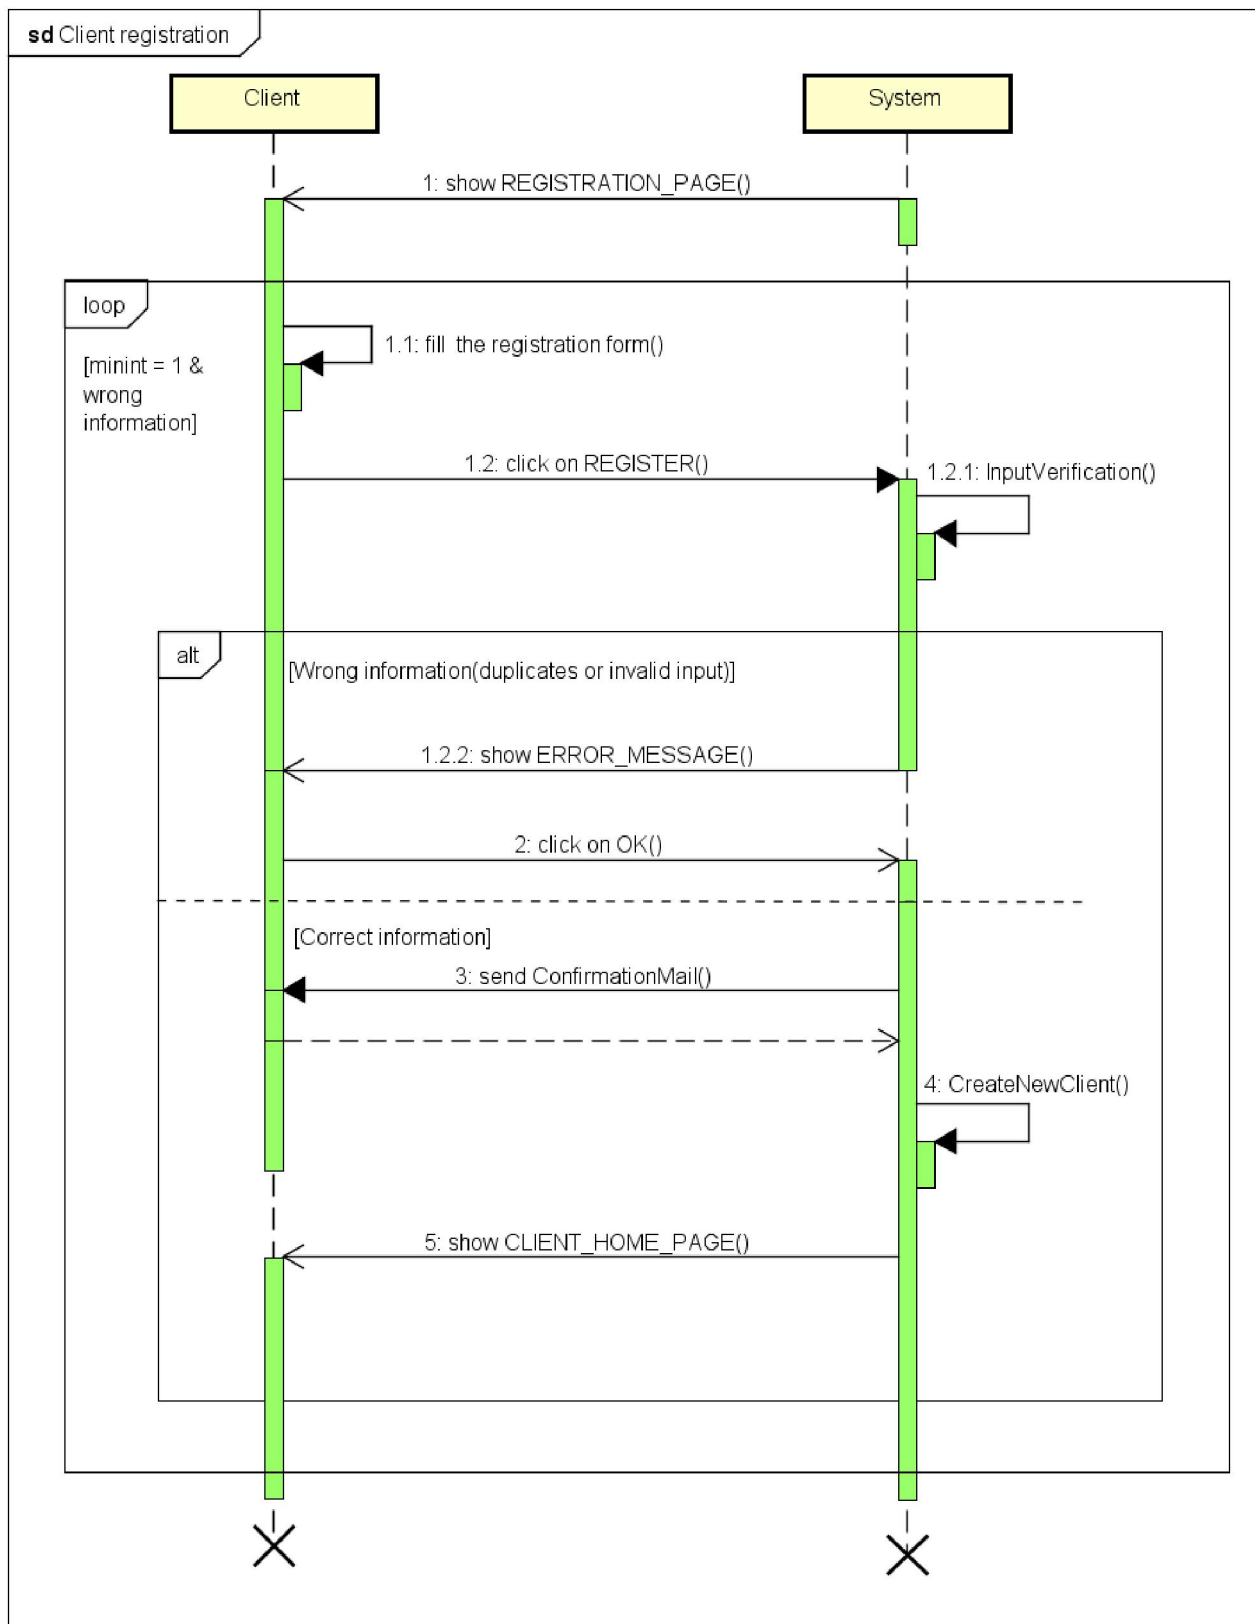 sd Client registration
Client
System
1: show REGISTRATION_PAGE()
loop
[minint = 1 &
wrong
information]
1.1: fill  the registration form()
1.2: click on REGISTER()
1.2.1: InputVerification()
alt
[Wrong information(duplicates or invalid input)]
1.2.2: show ERROR_MESSAGE()
2: click on OK()
[Correct information]
3: send ConfirmationMail()
4: CreateNewClient()
5: show CLIENT_HOME_PAGE()